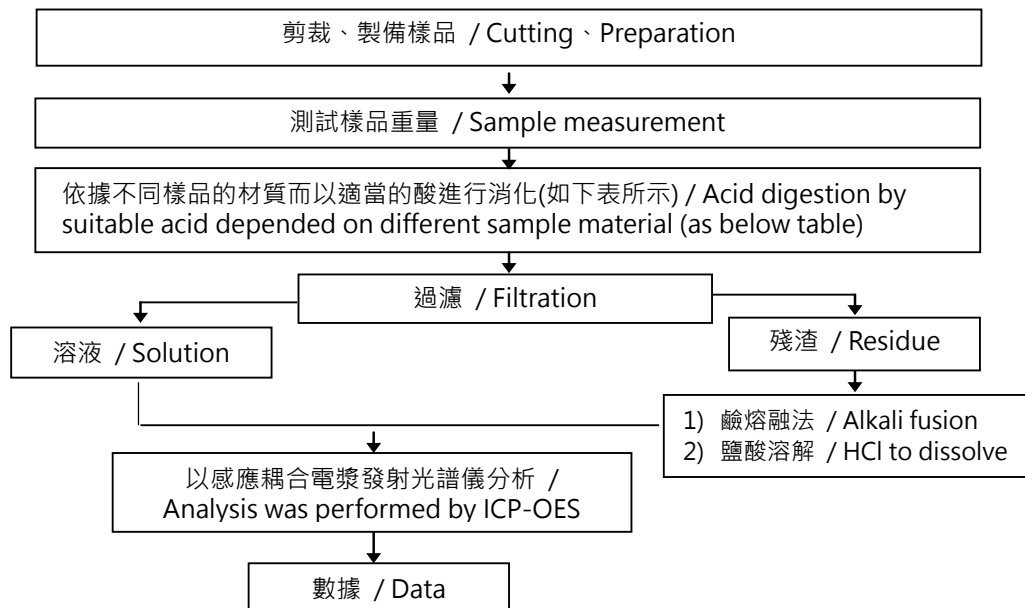 剪裁、製備樣品 / Cutting、Preparation
測試樣品重量 / Sample measurement
依據不同樣品的材質而以適當的酸進行消化(如下表所示) / Acid digestion by
suitable acid depended on different sample material (as below table)
過濾 / Filtration
溶液 / Solution
殘渣 / Residue
1) 鹼熔融法 / Alkali fusion
2) 鹽酸溶解 / HCl to dissolve
以感應耦合電漿發射光譜儀分析 /
Analysis was performed by ICP-OES
數據 / Data